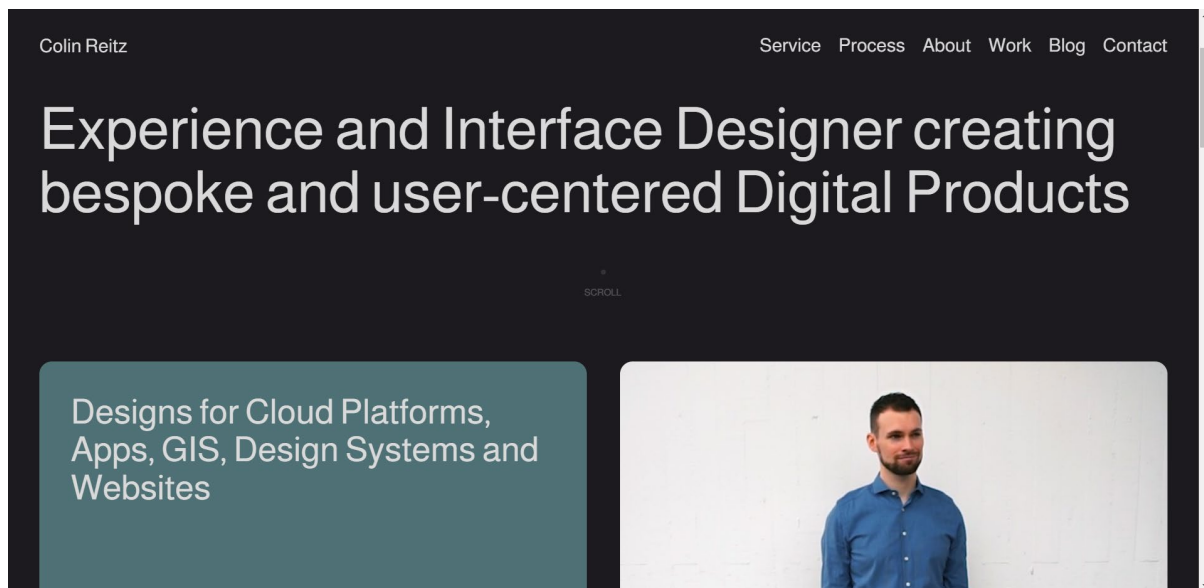 Colin Reitz
Service Process About Work Blog Contact
Experience and Interface Designer creating
bespoke and user-centered Digital Products
SCROLL
Designs for Cloud Platforms,
Apps, GIS, Design Systems and
Websites